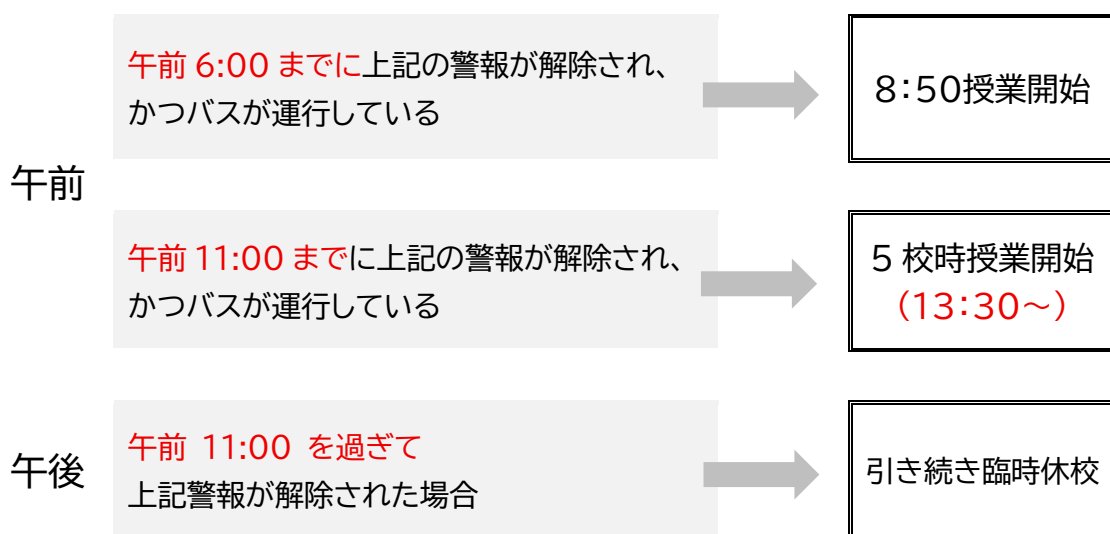 午前 6:00 までに上記の警報が解除され、
かつバスが運行している
8:50授業開始
午前
午前 11:00 までに上記の警報が解除され、
かつバスが運行している
5 校時授業開始
(13:30～)
午後
午前 11:00 を過ぎて
上記警報が解除された場合
引き続き臨時休校